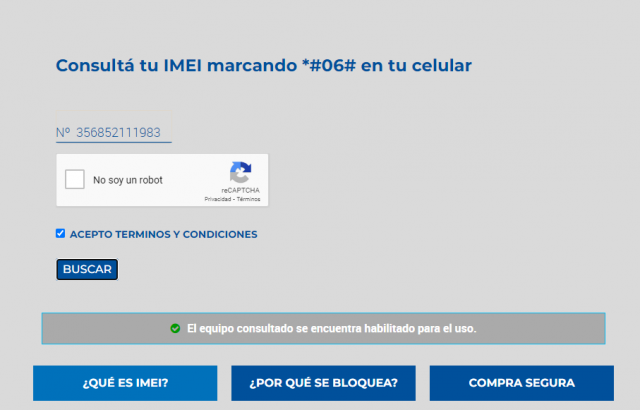 Consultá tu IMEI marcando *#06# en tu celular
Nº 356852111983
No soy un robot
reCAPTCHA
Privacidad - Términos
ACEPTO TERMINOS Y CONDICIONES
BUSCAR
El equipo consultado se encuentra habilitado para el uso.
¿QUÉ ES IMEI?
¿POR QUÉ SE BLOQUEA?
COMPRA SEGURA